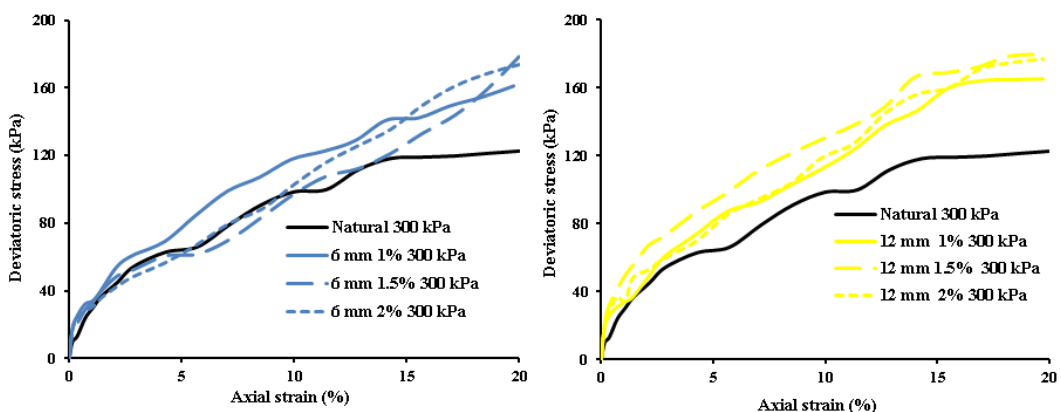 200
160
120
80
40
0
Deviatoric stress (kPa)
Natural 300 kPa
6 mm 1% 300 kPa
6 mm 1.5% 300 kPa
6 mm 2% 300 kPa
0 5 10 15 20
Axial strain (%)
200
160
120
80
40
0
Deviatoric stress (kPa)
Natural 300 kPa
12 mm 1% 300 kPa
12 mm 1.5% 300 kPa
12 mm 2% 300 kPa
0 5 10 15 20
Axial strain (%)